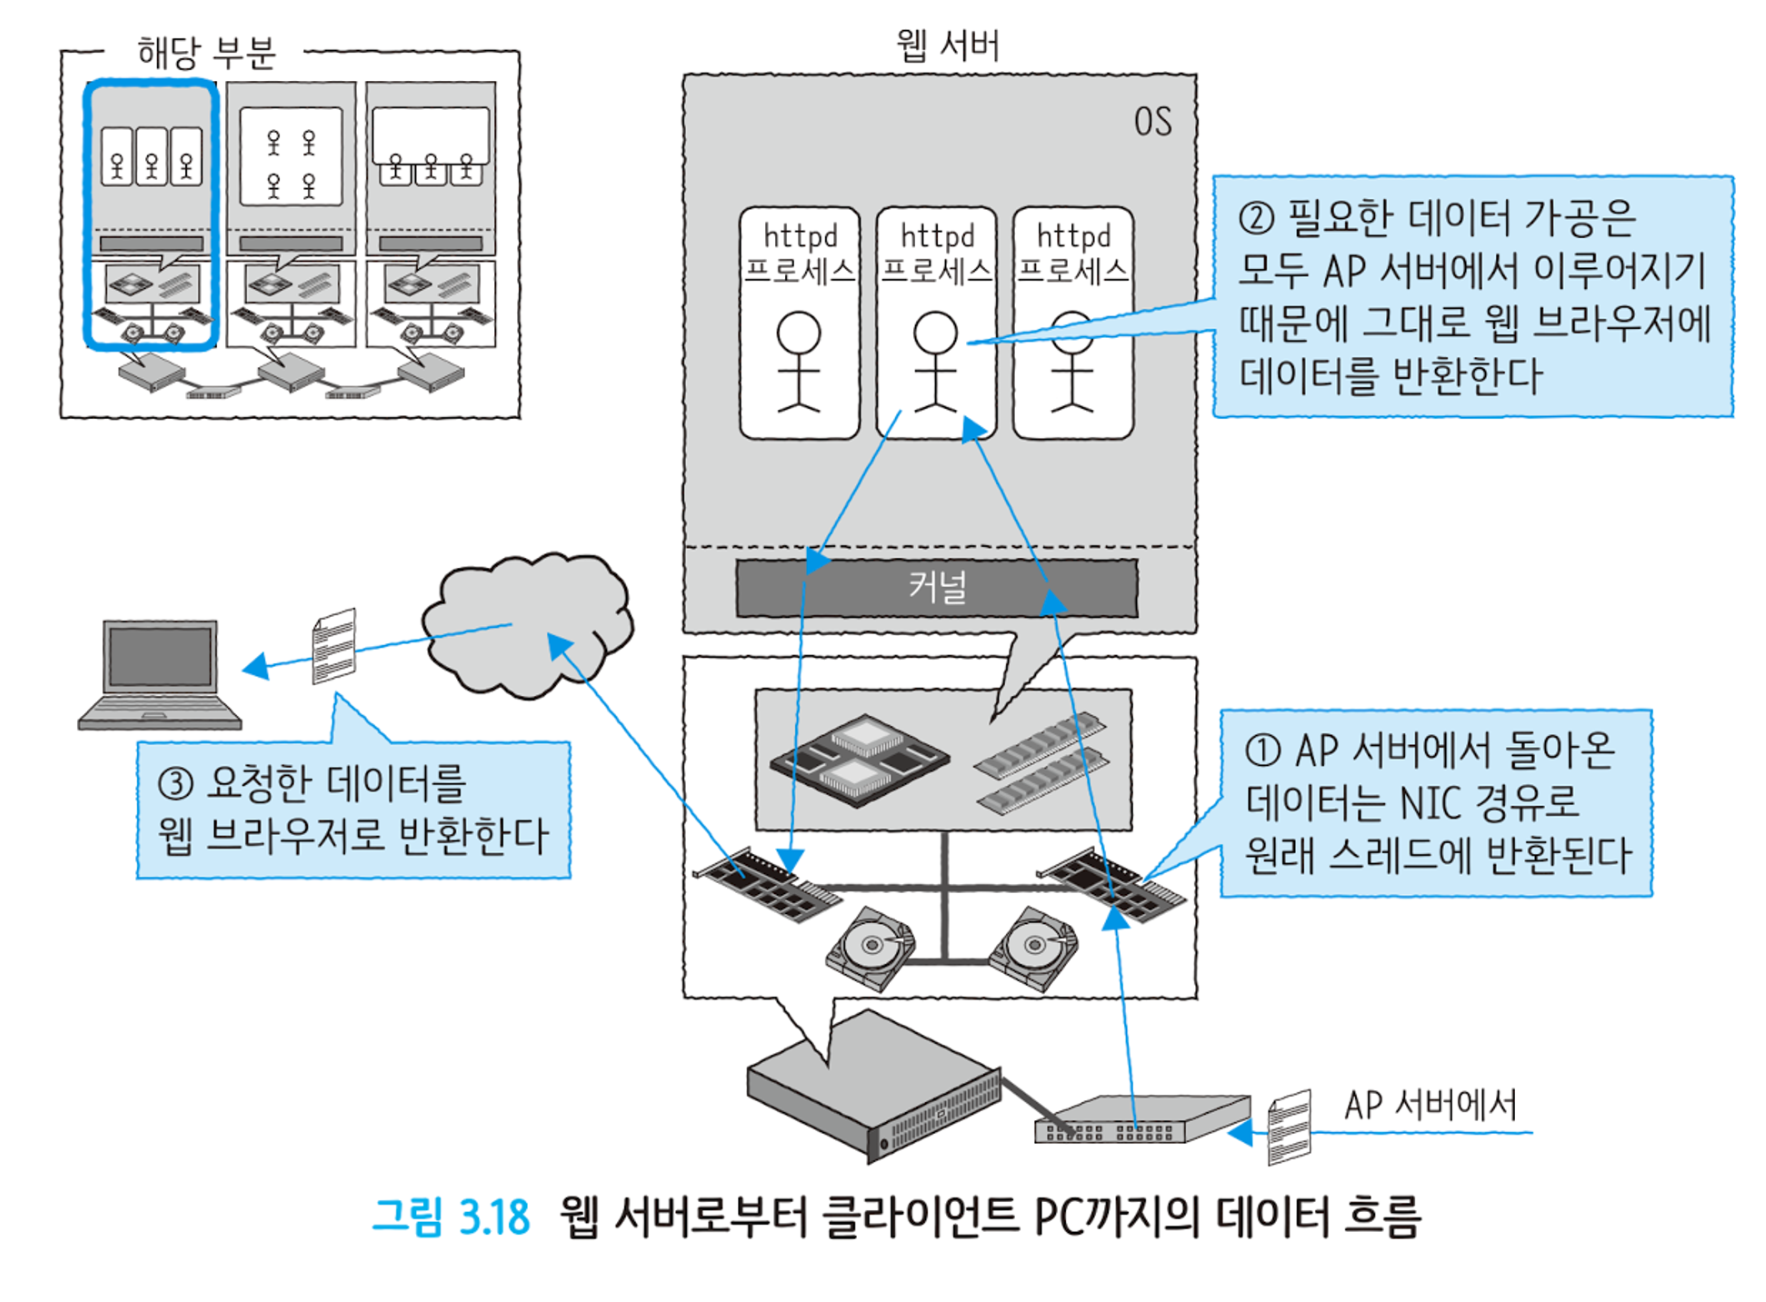 해당 부분
웹 서버
OS
httpd
프로세스
httpd
프로세스
httpd
프로세스
② 필요한 데이터 가공은
모두 AP 서버에서 이루어지기
때문에 그대로 웹 브라우저에
데이터를 반환한다
커널
③ 요청한 데이터를
웹 브라우저로 반환한다
① AP 서버에서 돌아온
데이터는 NIC 경유로
원래 스레드에 반환된다
AP 서버에서
그림 3.18 웹 서버로부터 클라이언트 PC까지의 데이터 흐름